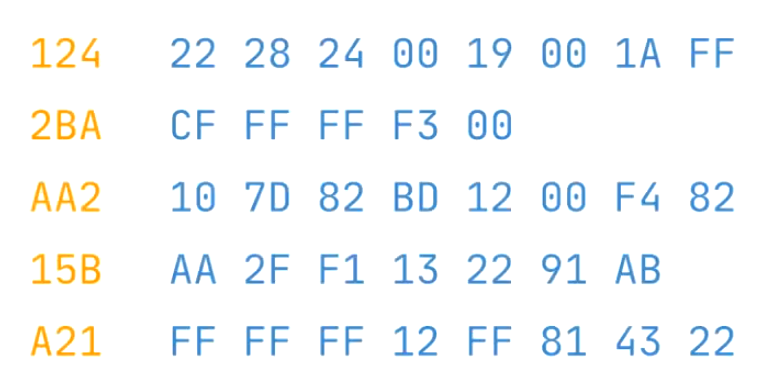 124 22 28 24 00 19 00 1A FF
2BA CF FF FF F3 00
AA2 10 7D 82 BD 12 00 F4 82
15B AA 2F F1 13 22 91 AB
A21 FF FF FF 12 FF 81 43 22